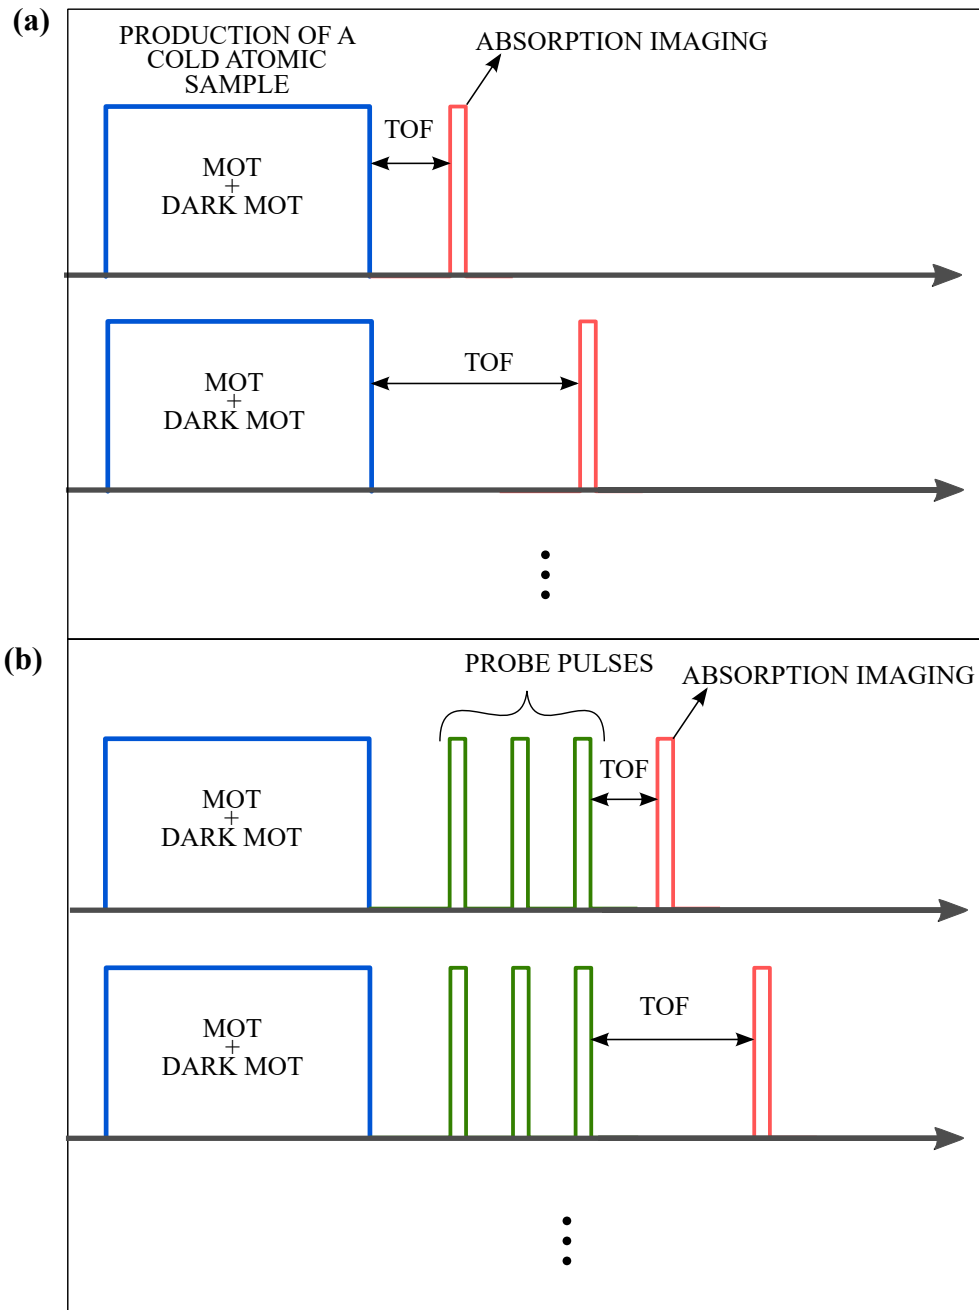 (a)
PRODUCTION OF A
COLD ATOMIC
SAMPLE
ABSORPTION IMAGING
TOF
MOT
+
DARK MOT
TOF
MOT
+
DARK MOT
(b)
PROBE PULSES
ABSORPTION IMAGING
TOF
MOT
+
DARK MOT
TOF
MOT
+
DARK MOT